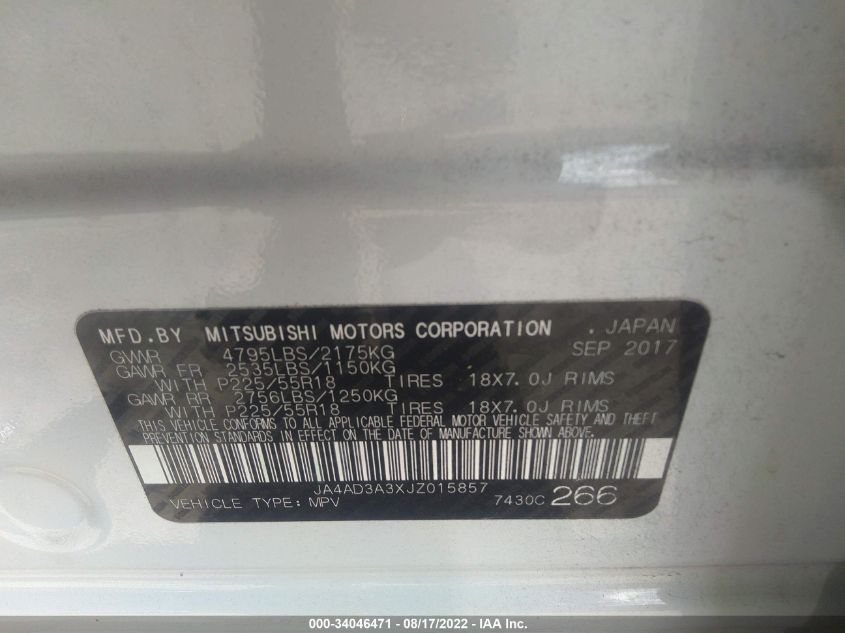 MFD.BY MITSUBISHI MOTORS CORPORATION . JAPAN
GVWR 4795LBS/2175KG SEP 2017
GAWR FR 2535LBS/1150KG
WITH P225/55R18 TIRES 18X7.0J RIMS
GAWR RR 2756LBS/1250KG
WITH P225/55R18 TIRES 18X7.0J RIMS
THIS VEHICLE CONFORMS TO ALL APPLICABLE FEDERAL MOTOR VEHICLE SAFETY AND THEFT
PREVENTION STANDARDS IN EFFECT ON THE DATE OF MANUFACTURE SHOWN ABOVE.
JA4AD3A3XJZ015857
VEHICLE TYPE: MPV 7430C 266
000-34046471 - 08/17/2022 - IAA Inc.